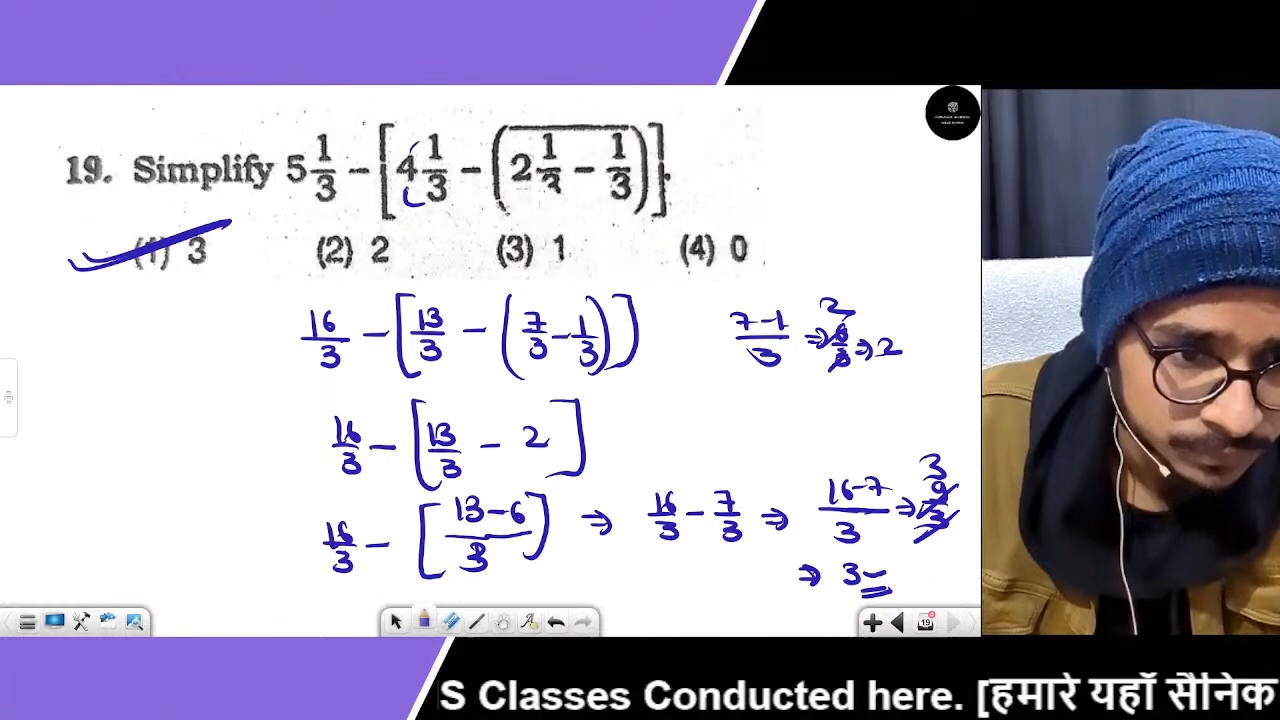 19. Simplify 5 1/3 − [4 1/3 − (2 1/3 − 1/3)].
(1) 3 (2) 2 (3) 1 (4) 0
16/3 − [13/3 − (7/3 − 1/3)]
7−1/3 ⇒ 6/3 2 ⇒ 2
16/3 − [13/3 − 2]
16/3 − [13−6/3] ⇒ 16/3 − 7/3 ⇒ 16−7/3 ⇒ 9/3 3
⇒ 3
19
S Classes Conducted here. [हमारे यहाँ सैनिक